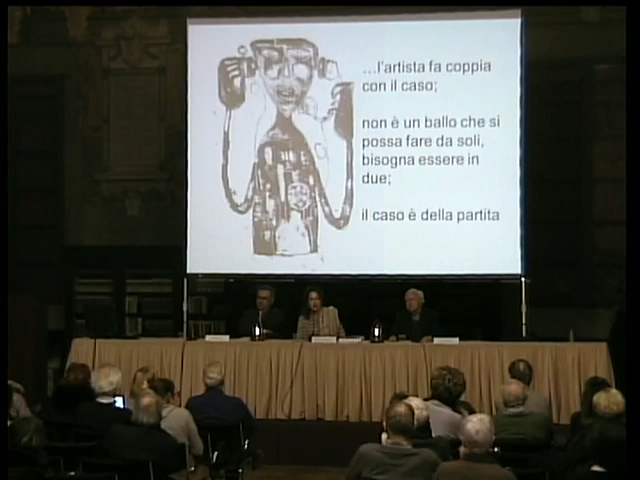 ...l'artista fa coppia
con il caso;
non è un ballo che si
possa fare da soli,
bisogna essere in
due;
il caso è della partita